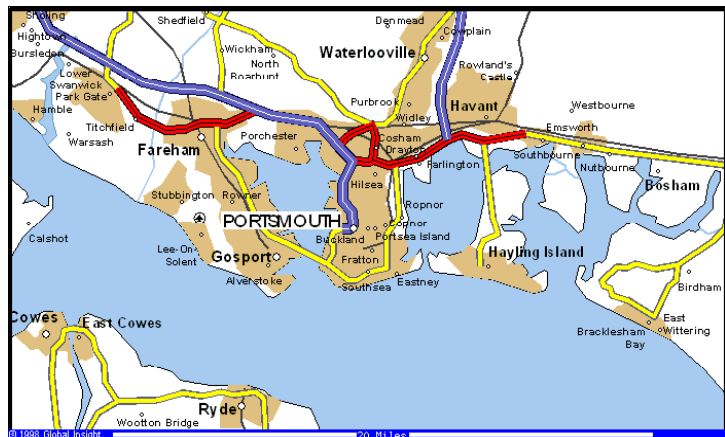 Sholing
Shedfield
Denmead
Hightown
Cowplain
Bursledon
Wickham
Waterlooville
North
Boarhunt
Rowland's
Castle
Lower
Swanwick
Park Gate
Purbrook
Havant
Westbourne
Hamble
Widley
Titchfield
Emsworth
Warsash
Fareham
Porchester
Cosham
Drayton
Farlington
Southbourne
Nutbourne
Hilsea
Bosham
Stubbington
Rowner
PORTSMOUTH
Copnor
Calshot
Buckland
Portsea Island
Lee-On-
Solent
Gosport
Fratton
Hayling Island
Alverstoke
Southsea
Eastney
Birdham
Cowes
East Cowes
East
Wittering
Bracklesham
Bay
Ryde
Wootton Bridge
© 1998 Global Insight
20 Miles